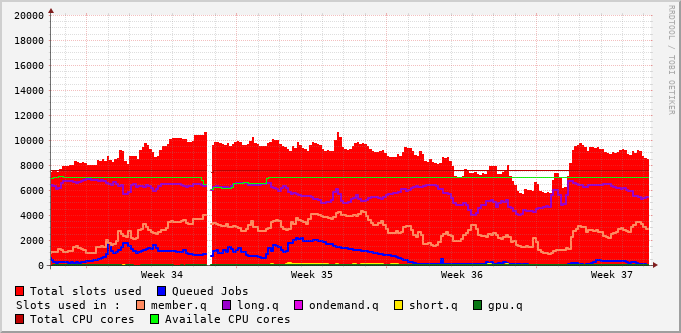 RRDTOOL / TOBI OETIKER
20000
18000
16000
14000
12000
10000
8000
6000
4000
2000
0
Week 34 Week 35 Week 36 Week 37
Total slots used Queued Jobs
Slots used in : member.q long.q ondemand.q short.q gpu.q
Total CPU cores Availale CPU cores